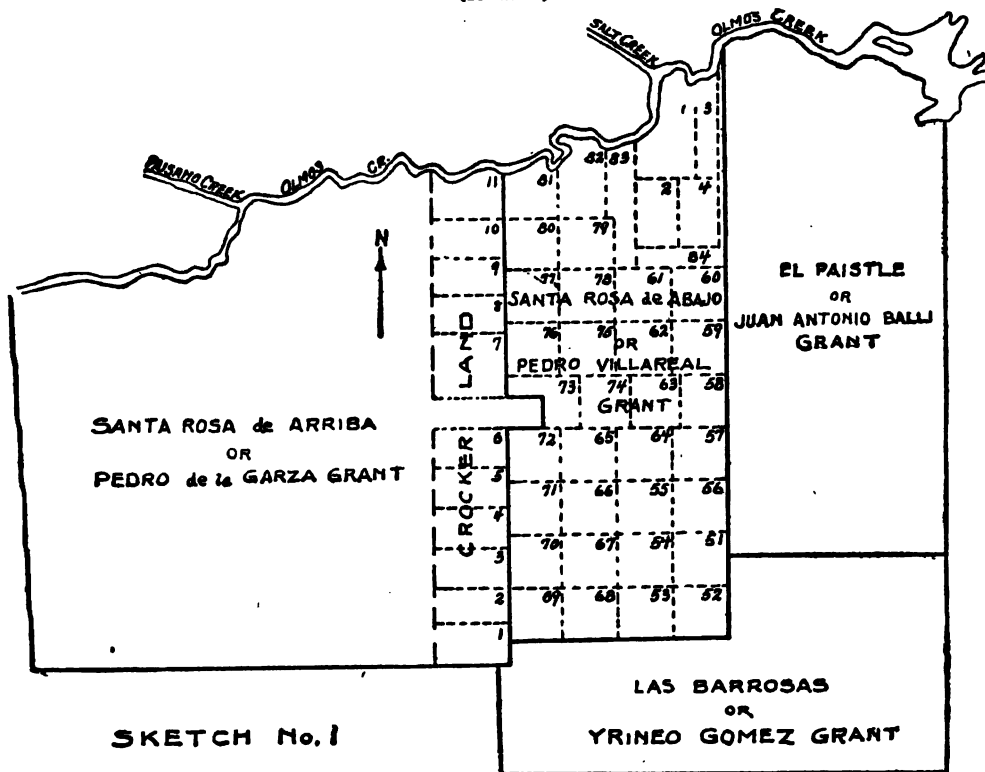 SALT CREEK
OLMOS CREEK
PAISANO CREEK
OLMOS CR.
N
1 3
82 83
11 81
2 4
10 80 79
84
9 77 78 61 60
8
SANTA ROSA de ABAJO
7 76 75 62 59
OR
PEDRO VILLAREAL
73 74 63 58
GRANT
EL PAISTLE
OR
JUAN ANTONIO BALLI
GRANT
CROCKER LAND
SANTA ROSA de ARRIBA
OR
PEDRO de la GARZA GRANT
6 72 65 64 57
5 71 66 55 56
4
3 70 67 54 51
2 69 68 53 52
1
LAS BARROSAS
OR
YRINEO GOMEZ GRANT
SKETCH No. 1